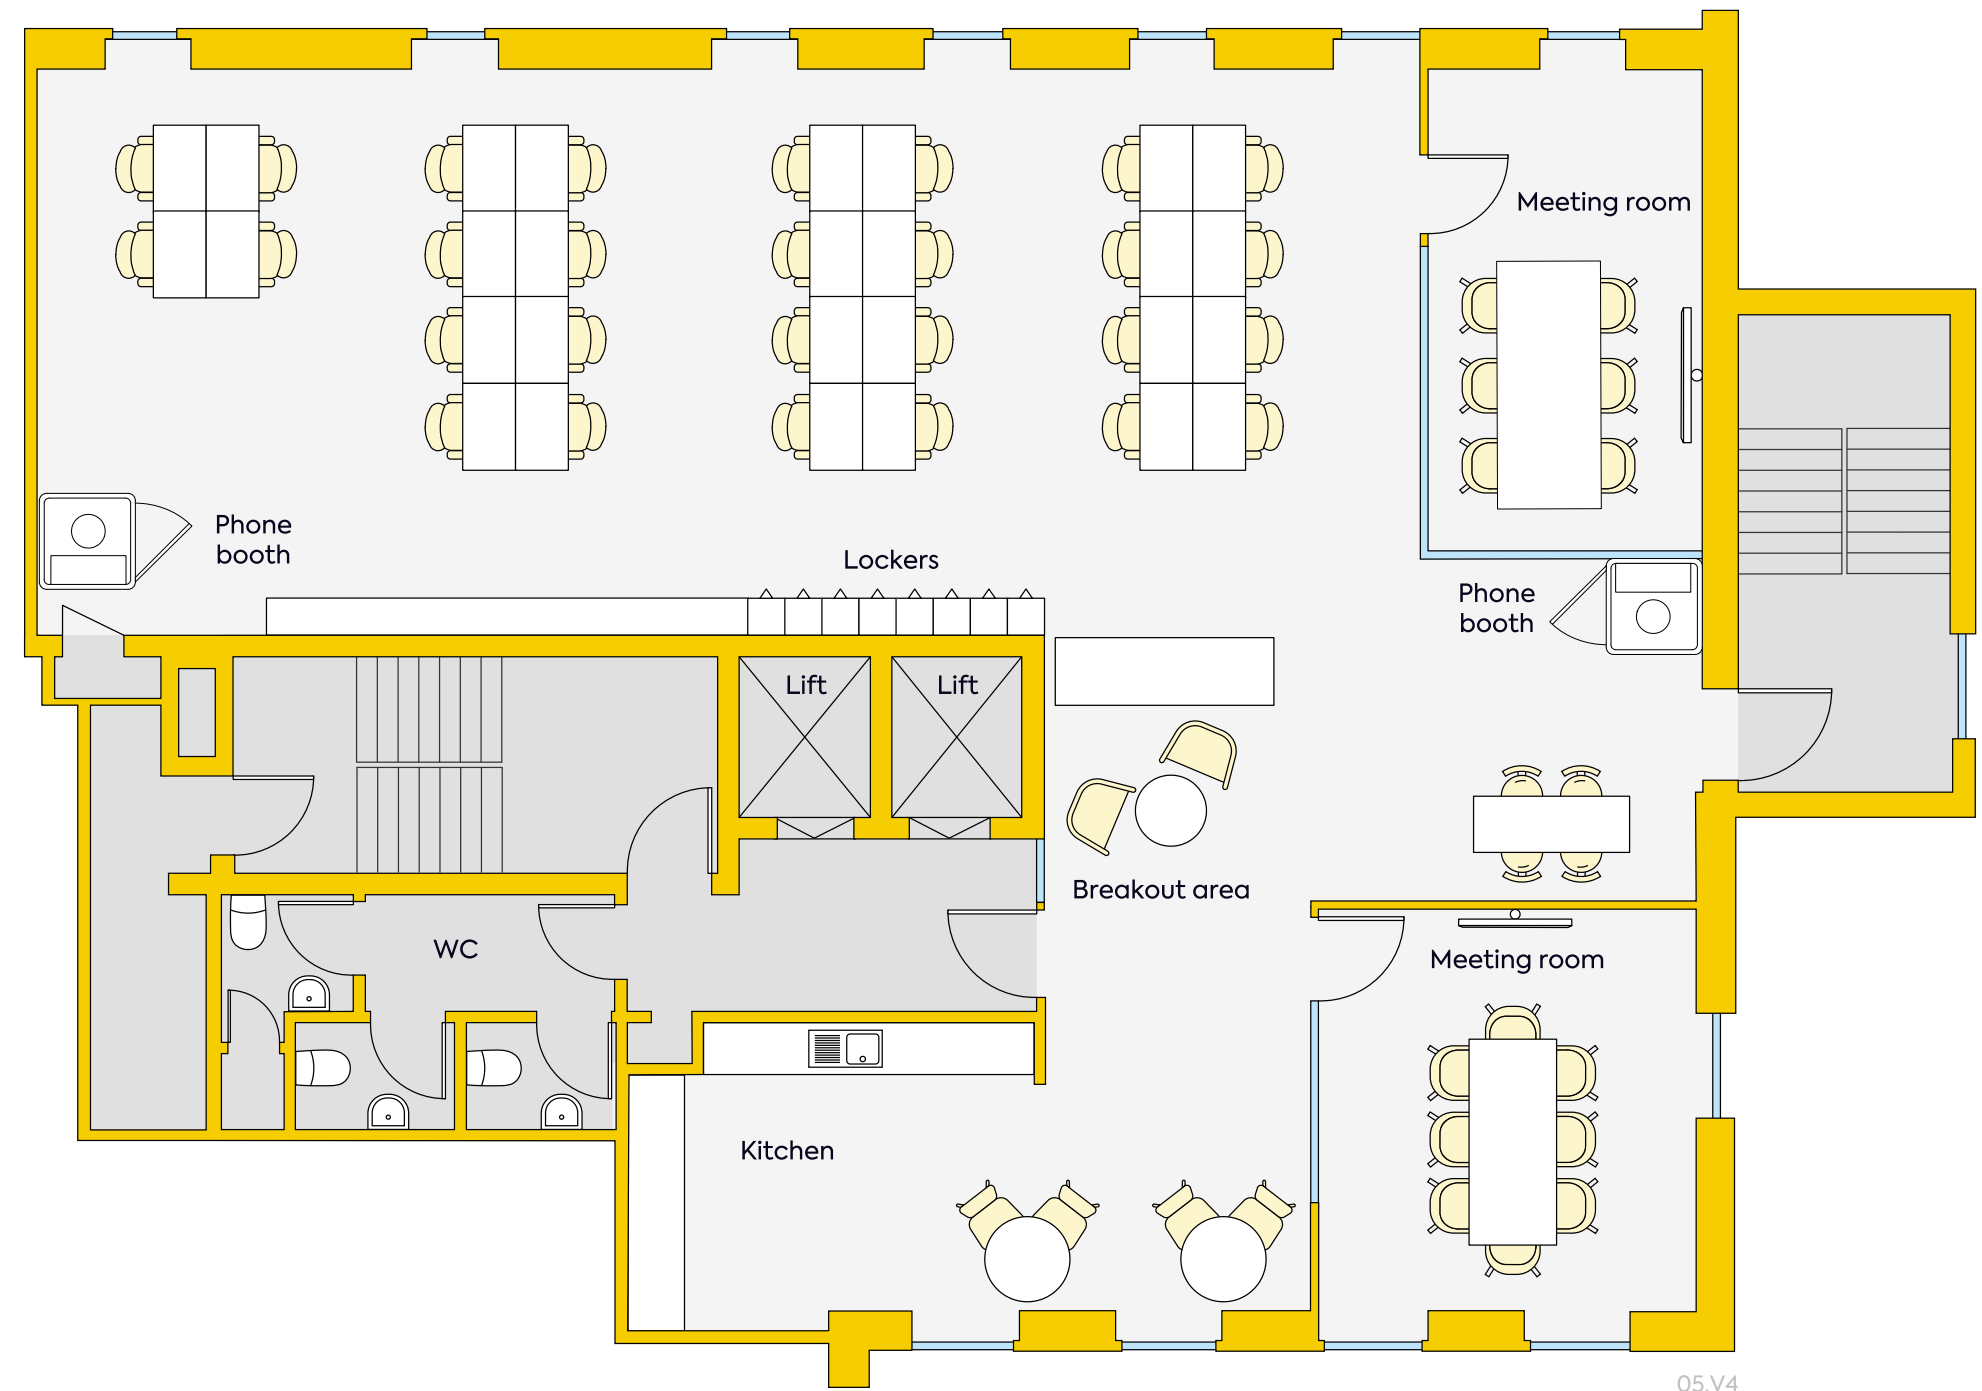 Meeting room
Phone
booth
Lockers
Phone
booth
Lift
Lift
Breakout area
WC
Meeting room
Kitchen
05.V4